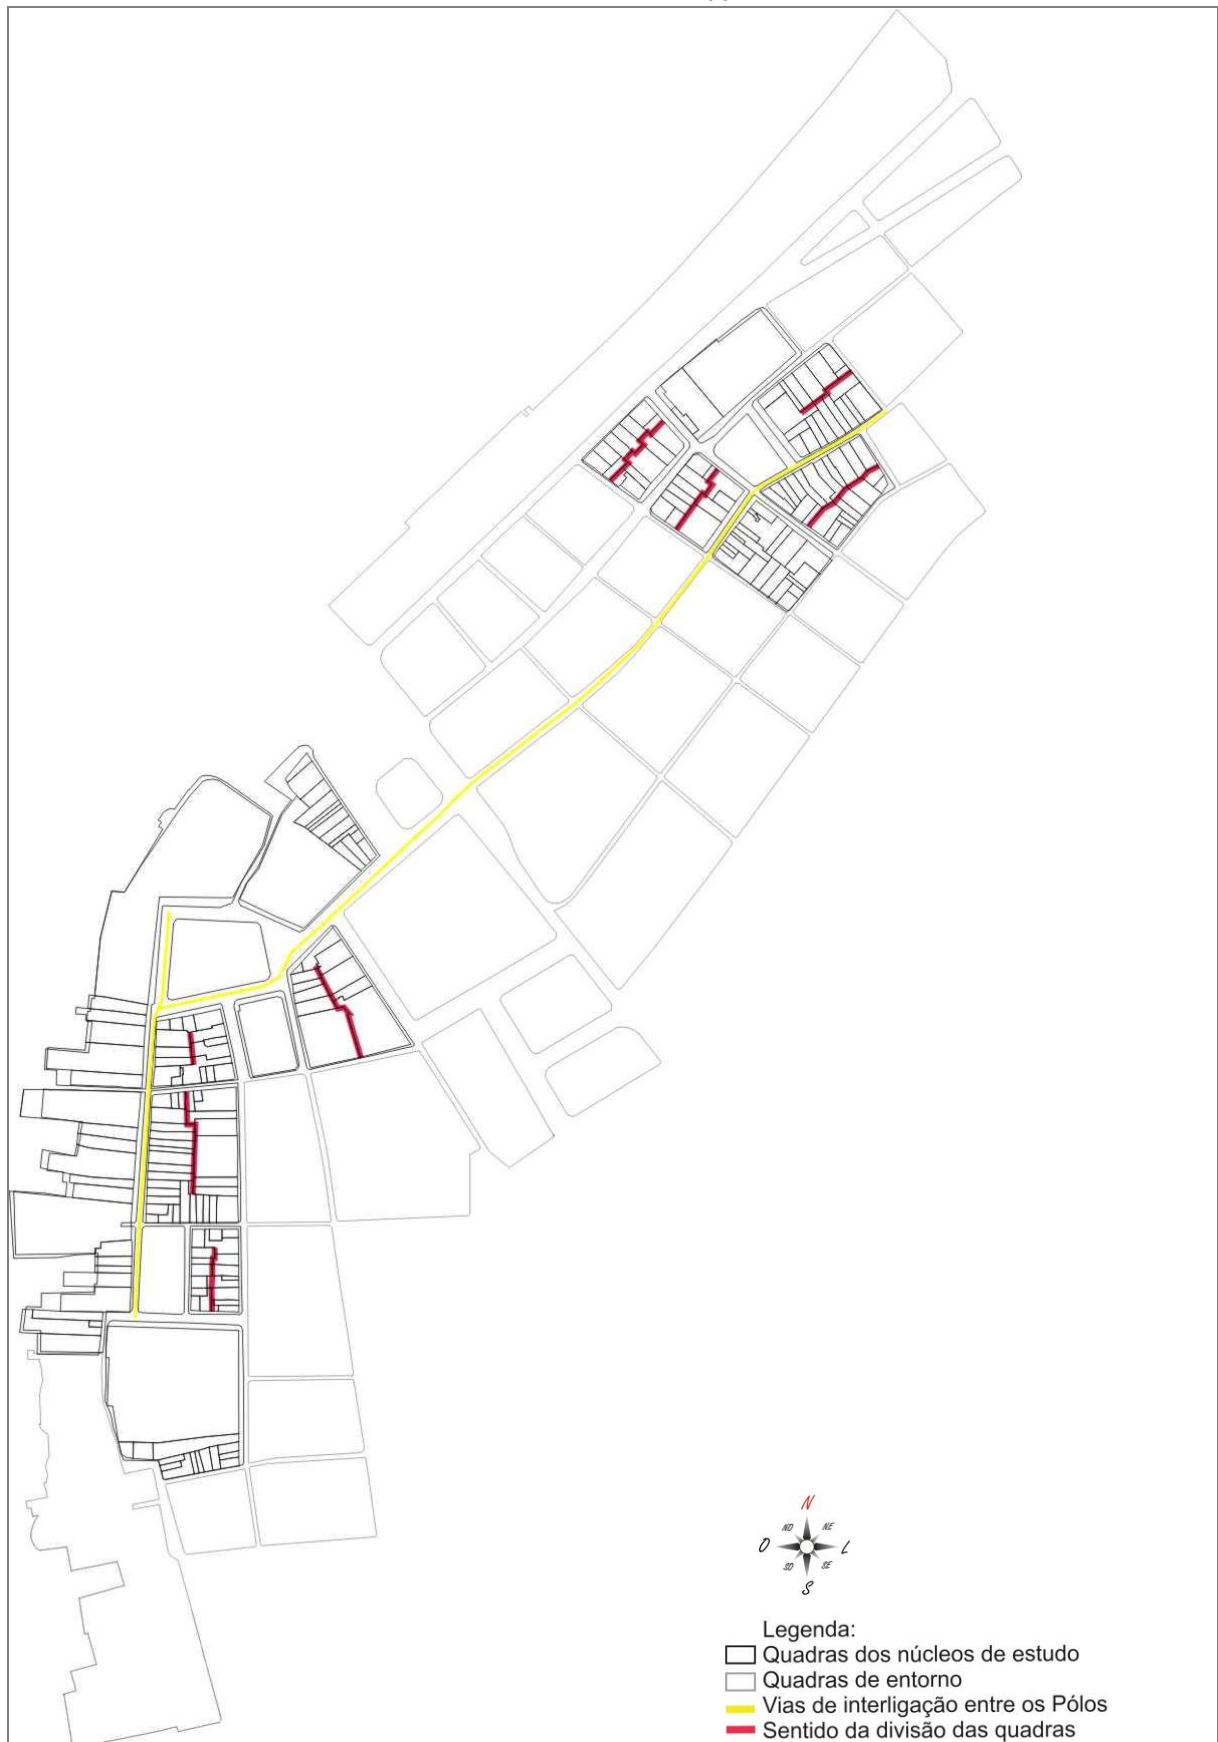 N
NO NE
O L
SO SE
S
Legenda:
Quadras dos núcleos de estudo
Quadras de entorno
Vias de interligação entre os Pólos
Sentido da divisão das quadras